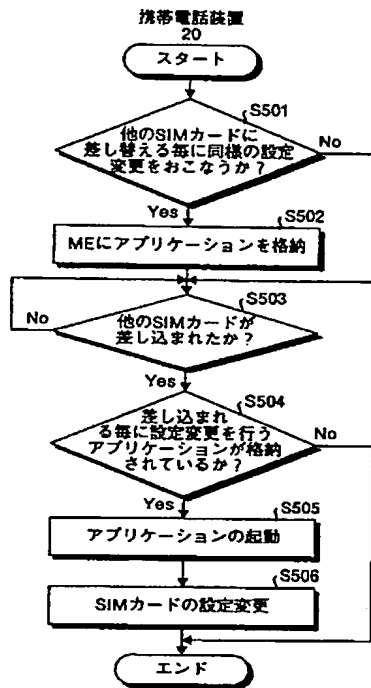 携帯電話装置
20
スタート
S501
他のSIMカードに
差し替える毎に同様の設定
変更をおこなうか?
No
Yes
S502
MEにアプリケーションを格納
S503
他のSIMカードが
差し込まれたか?
No
Yes
S504
差し込まれ
る毎に設定変更を行う
アプリケーションが格納
されているか?
No
Yes
S505
アプリケーションの起動
S506
SIMカードの設定変更
エンド